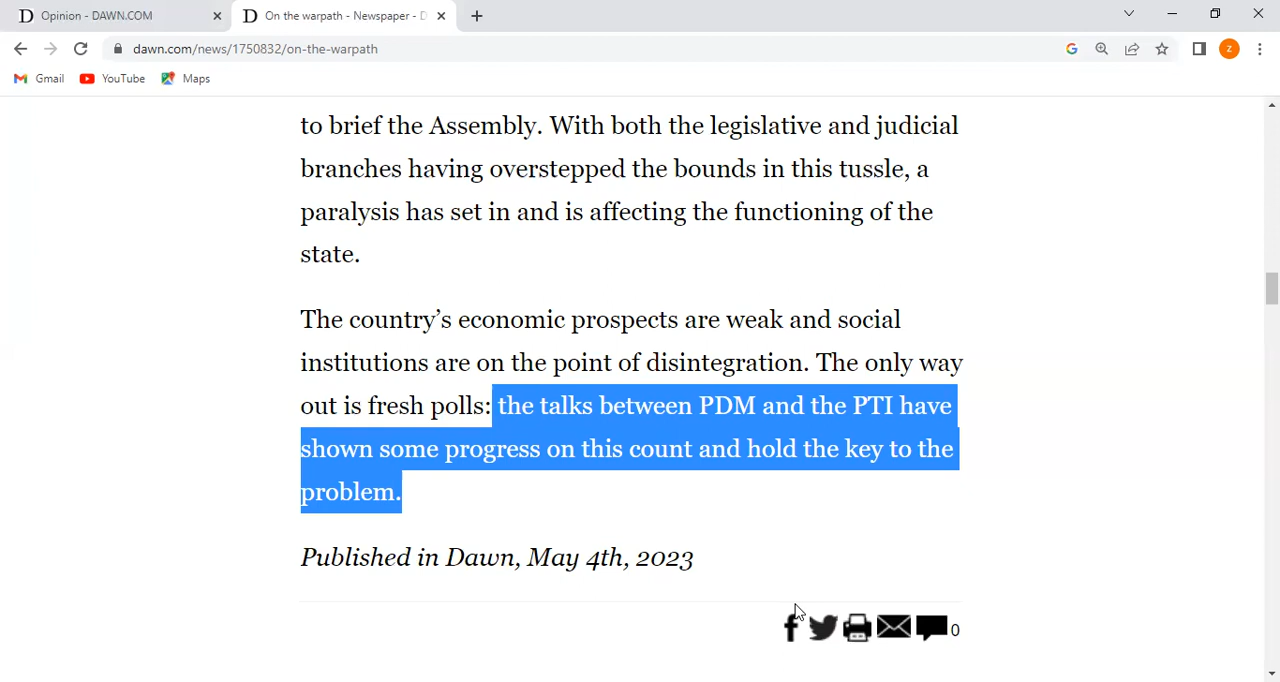 D Opinion - DAWN.COM
D On the warpath - Newspaper - D
dawn.com/news/1750832/on-the-warpath
G
Z
Gmail YouTube Maps
to brief the Assembly. With both the legislative and judicial
branches having overstepped the bounds in this tussle, a
paralysis has set in and is affecting the functioning of the
state.
The country’s economic prospects are weak and social
institutions are on the point of disintegration. The only way
out is fresh polls: the talks between PDM and the PTI have
shown some progress on this count and hold the key to the
problem.
Published in Dawn, May 4th, 2023
f 0